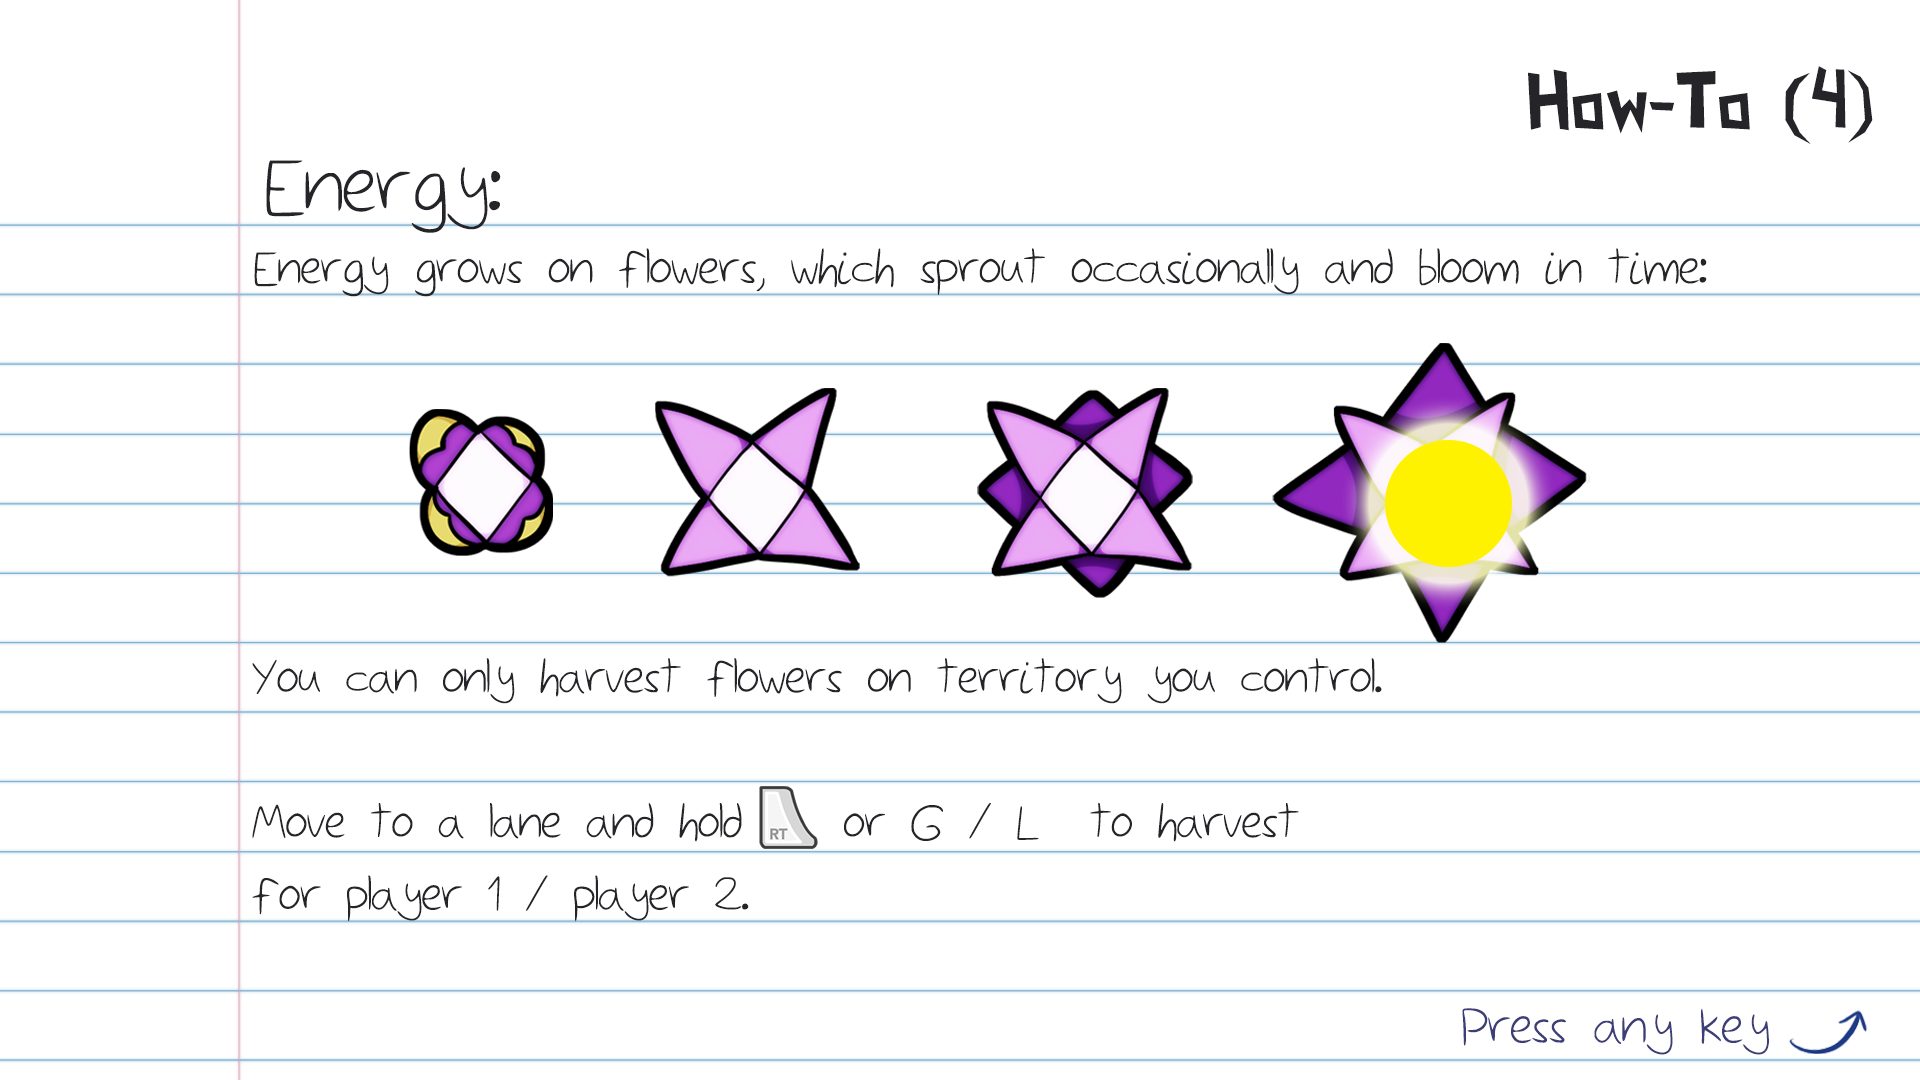 How-To (4)
Energy:
Energy grows on flowers, which sprout occasionally and bloom in time:
You can only harvest flowers on territory you control.
Move to a lane and hold RT or G / L to harvest
for player 1 / player 2.
Press any key